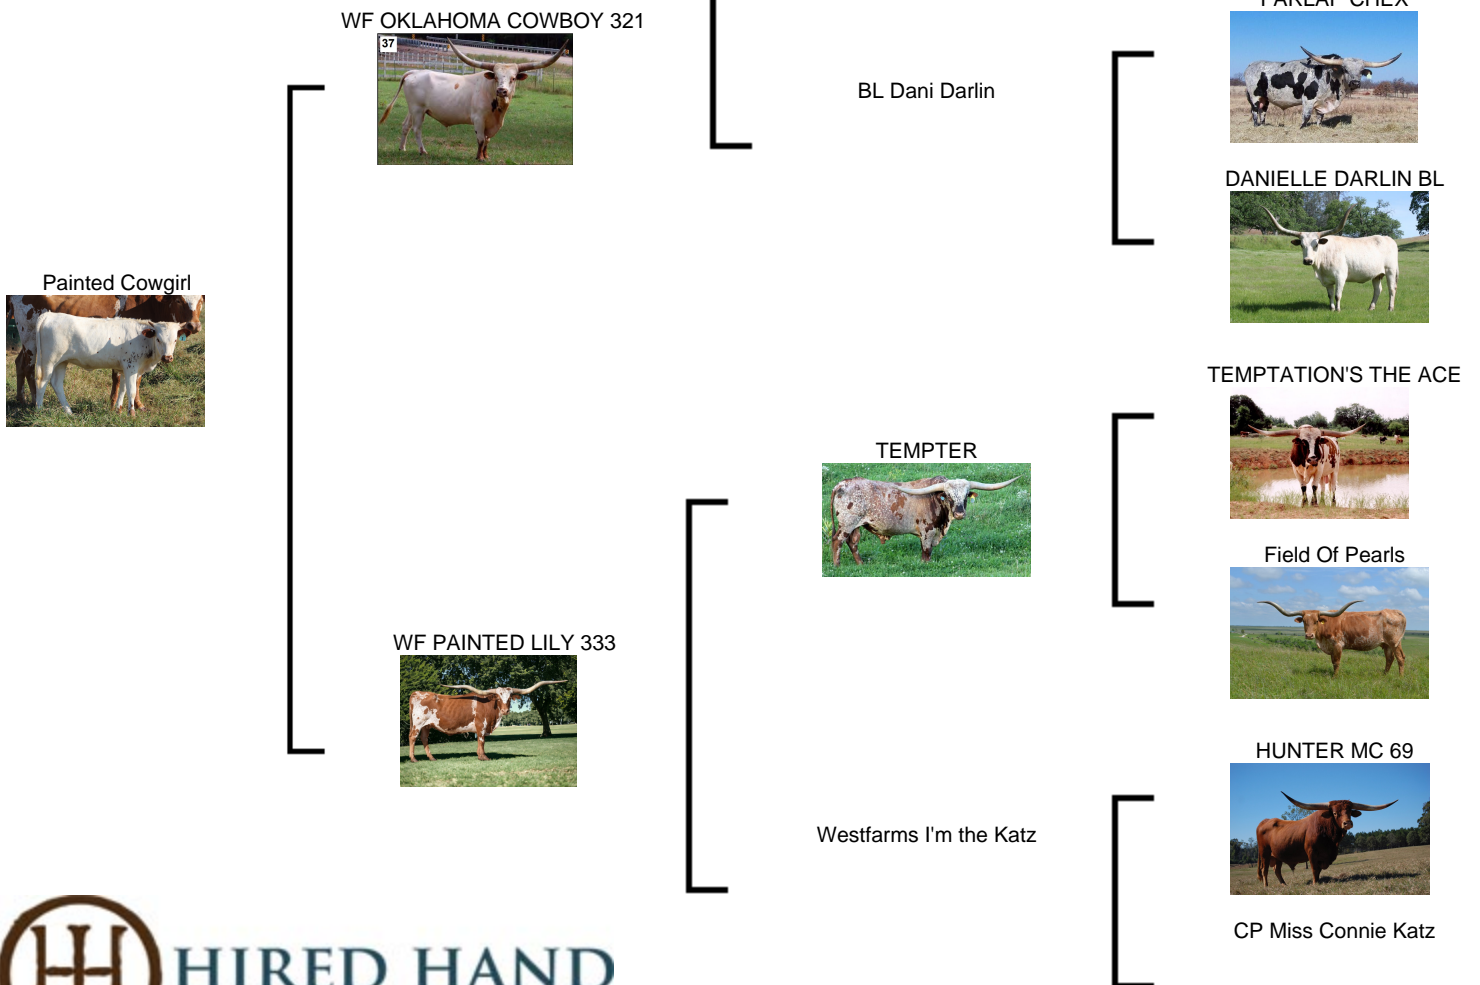 WF OKLAHOMA COWBOY 321
37
BL Dani Darlin
DANIELLE DARLIN BL
Painted Cowgirl
TEMPTATION'S THE ACE
TEMPTER
Field Of Pearls
WF PAINTED LILY 333
HUNTER MC 69
Westfarms I'm the Katz
CP Miss Connie Katz
HIRED HAND